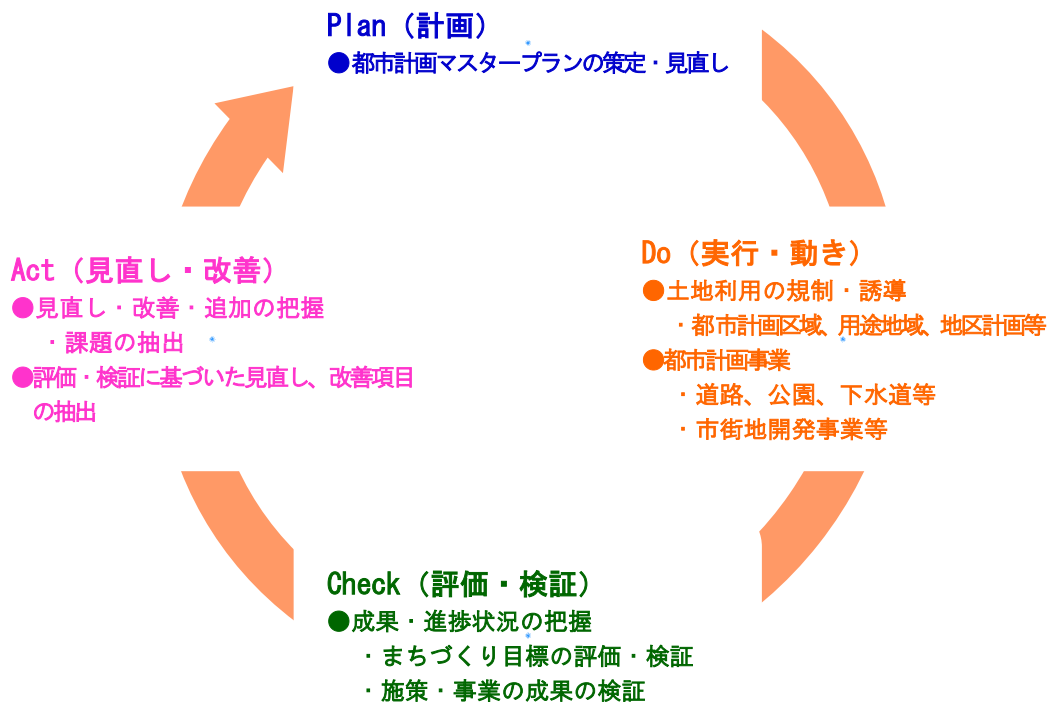 Plan（計画）
●都市計画マスタープランの策定・見直し
Do（実行・動き）
●土地利用の規制・誘導
・都市計画区域、用途地域、地区計画等
●都市計画事業
・道路、公園、下水道等
・市街地開発事業等
Check（評価・検証）
●成果・進捗状況の把握
・まちづくり目標の評価・検証
・施策・事業の成果の検証
Act（見直し・改善）
●見直し・改善・追加の把握
・課題の抽出
●評価・検証に基づいた見直し、改善項目
の抽出